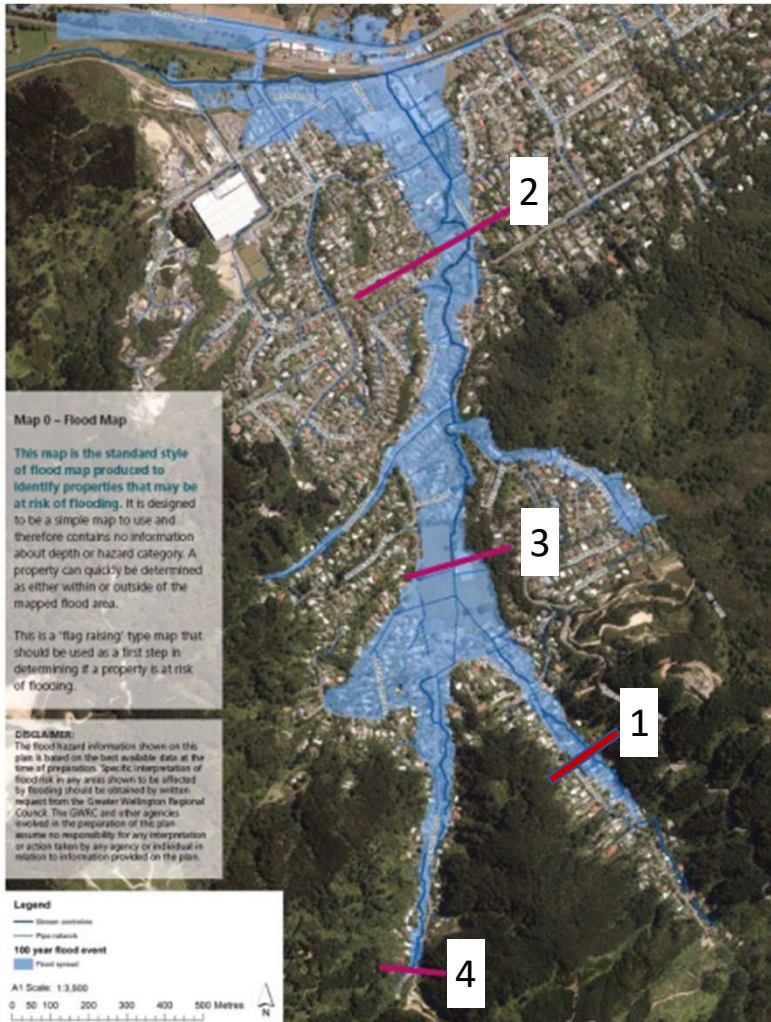 2
Map 0 – Flood Map
This map is the standard style
of flood map produced to
identify properties that may be
at risk of flooding. It is designed
to be a simple map to use and
therefore contains no information
about depth or hazard category. A
property can quickly be determined
as either within or outside of the
mapped flood area.
3
This is a 'flag raising' type map that
should be used as a first step in
determining if a property is at risk
of flooding.
1
DISCLAIMER:
The flood hazard information shown on this
plan is based on the best available data at the
time of preparation. Specific interpretation of
flood risk in any areas shown to be affected
by flooding should be obtained by written
request from the Greater Wellington Regional
Council. The GWRC and other agencies
involved in the preparation of this plan
assume no responsibility for any interpretation
or action taken by any agency or individual in
relation to information provided on the plan.
Legend
Stream centreline
Pipe network
100 year flood event
Flood spread
4
A1 Scale: 1:3,500
0 50 100 200 300 400 500 Metres
N